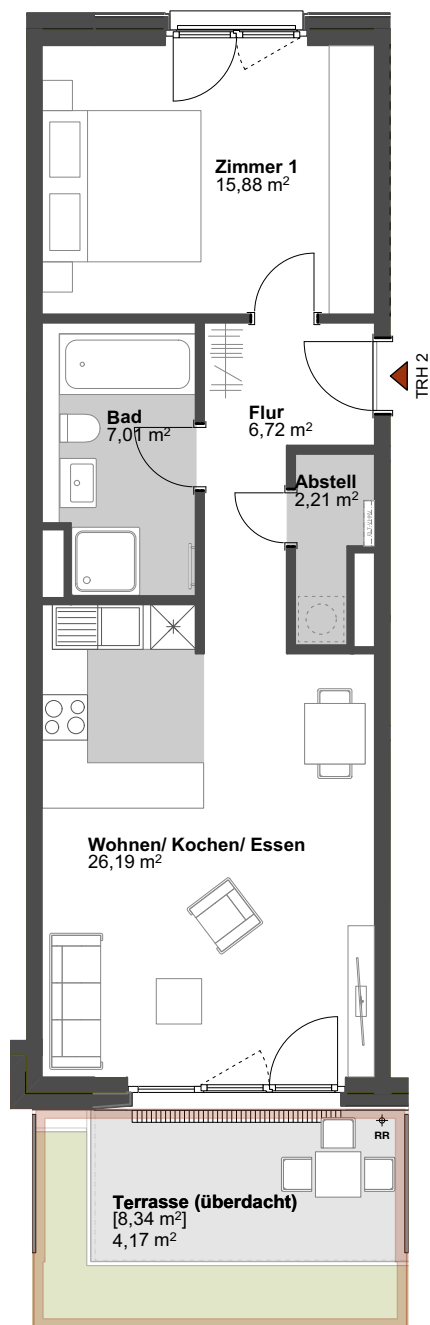 Zimmer 1
15,88 m²
TRH 2
Bad
7,01 m²
Flur
6,72 m²
Abstell
2,21 m²
Wohnen/ Kochen/ Essen
26,19 m²
RR
Terrasse (überdacht)
[8,34 m²]
4,17 m²